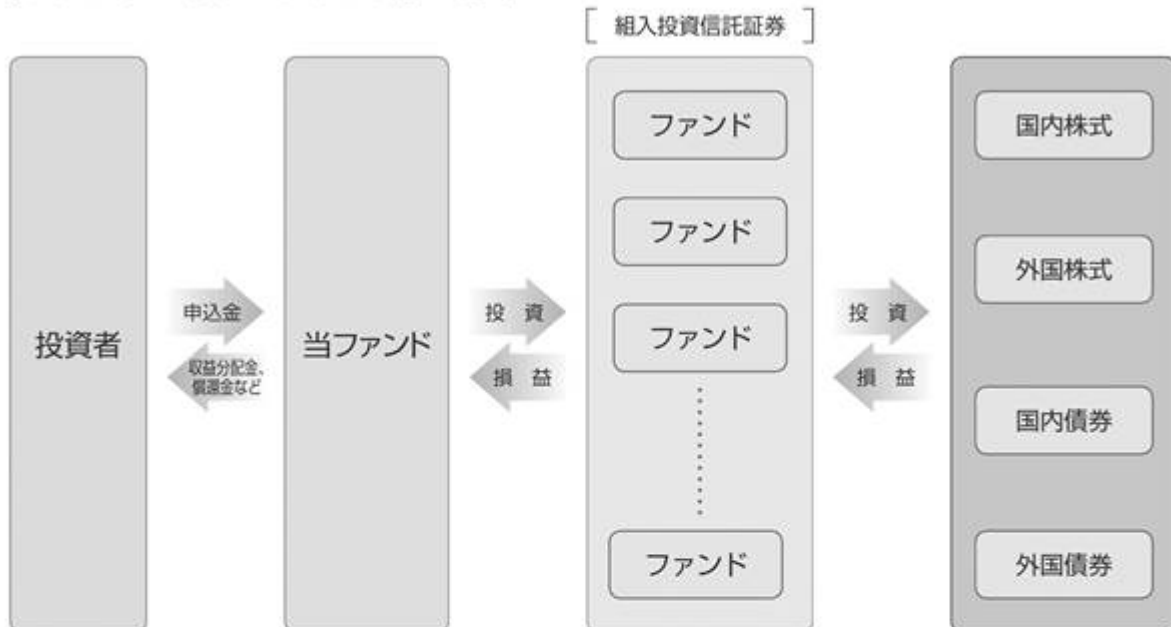 [組入投資信託証券]
投資者
申込金
収益分配金、
償還金など
当ファンド
投 資
損 益
ファンド
ファンド
ファンド
ファンド
投 資
損 益
国内株式
外国株式
国内債券
外国債券